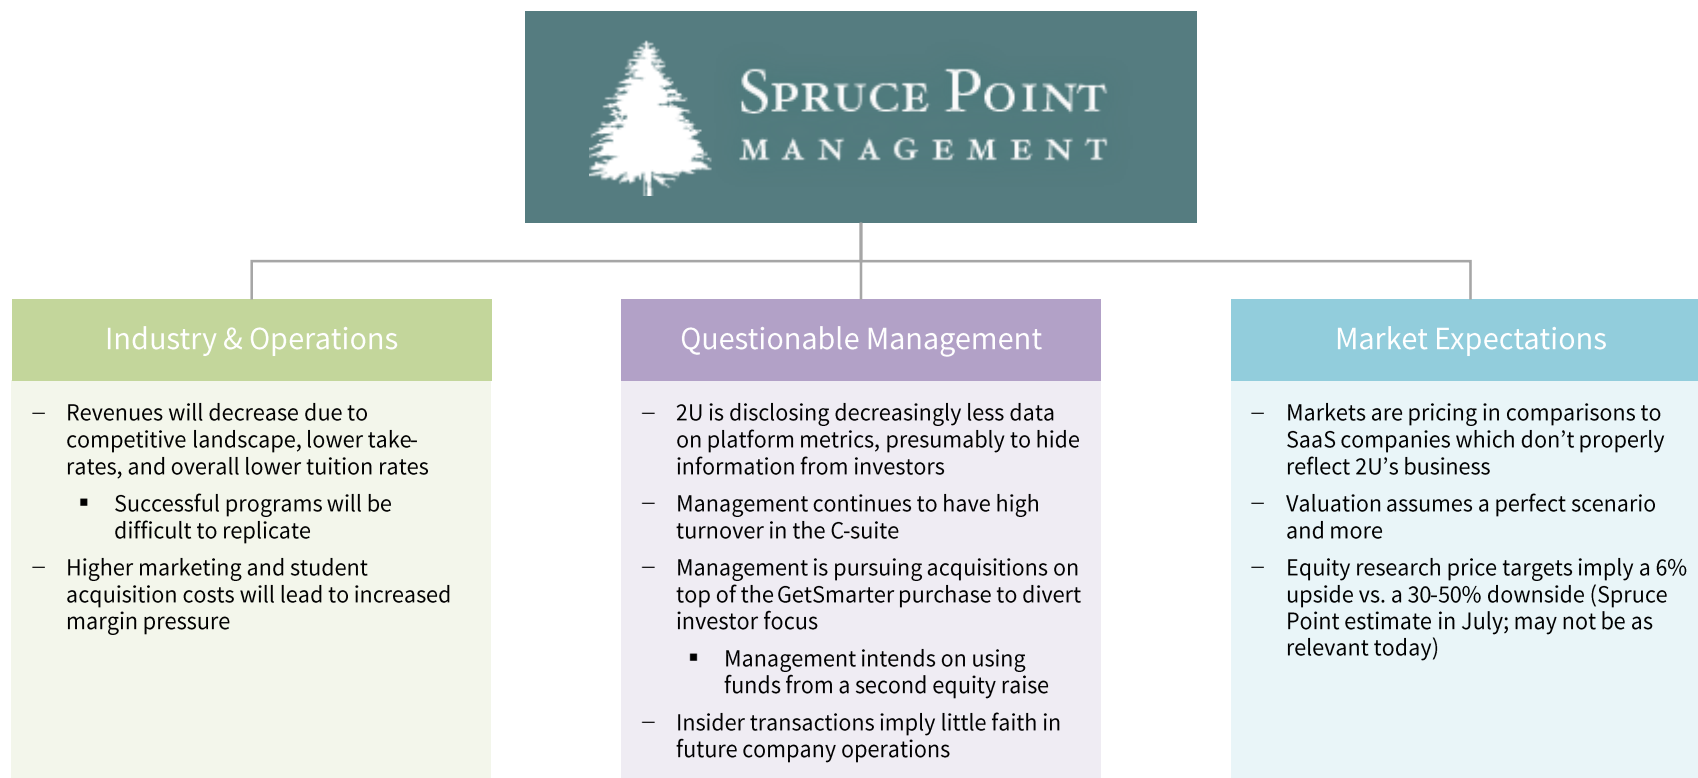 SPRUCE POINT
MANAGEMENT
Industry & Operations
– Revenues will decrease due to
competitive landscape, lower take-
rates, and overall lower tuition rates
▪ Successful programs will be
difficult to replicate
– Higher marketing and student
acquisition costs will lead to increased
margin pressure
Questionable Management
– 2U is disclosing decreasingly less data
on platform metrics, presumably to hide
information from investors
– Management continues to have high
turnover in the C-suite
– Management is pursuing acquisitions on
top of the GetSmarter purchase to divert
investor focus
▪ Management intends on using
funds from a second equity raise
– Insider transactions imply little faith in
future company operations
Market Expectations
– Markets are pricing in comparisons to
SaaS companies which don’t properly
reflect 2U’s business
– Valuation assumes a perfect scenario
and more
– Equity research price targets imply a 6%
upside vs. a 30-50% downside (Spruce
Point estimate in July; may not be as
relevant today)